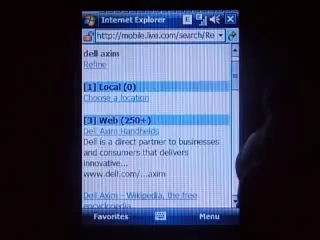 Internet Explorer
E
http://mobile.live.com/search/Re
dell axim
Refine
[1] Local (0)
Choose a location
[3] Web (250+)
Dell Axim Handhelds
Dell is a direct partner to businesses
and consumers that delivers
innovative...
www.dell.com/...axim
Dell Axim - Wikipedia, the free
encyclopedia
Favorites
Menu